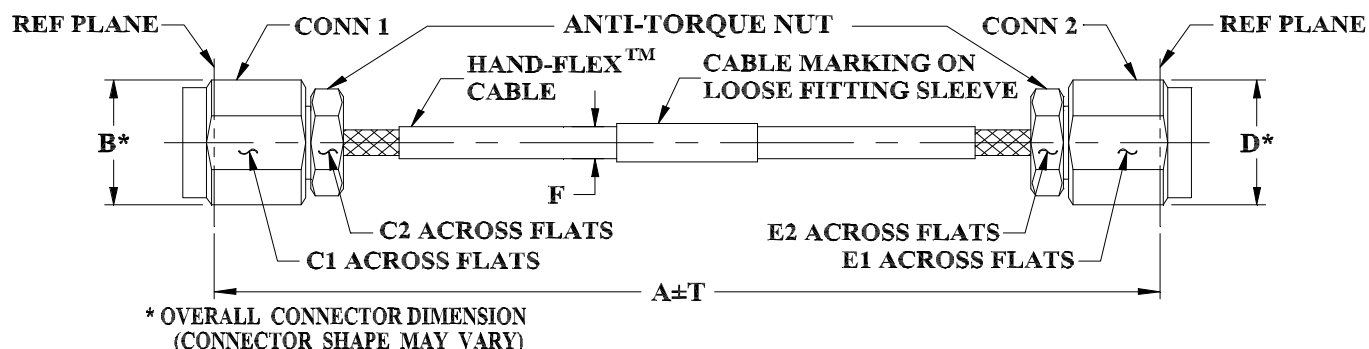 REF PLANE
CONN 1
ANTI-TORQUE NUT
CONN 2
REF PLANE
HAND-FLEX™
CABLE
CABLE MARKING ON
LOOSE FITTING SLEEVE
B*
D*
F
C2 ACROSS FLATS
C1 ACROSS FLATS
E2 ACROSS FLATS
E1 ACROSS FLATS
A±T
* OVERALL CONNECTOR DIMENSION
(CONNECTOR SHAPE MAY VARY)